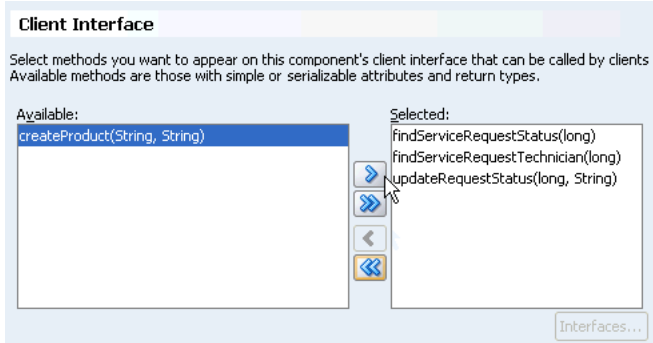 Client Interface
Select methods you want to appear on this component's client interface that can be called by clients
Available methods are those with simple or serializable attributes and return types.
Available:
Selected:
createProduct(String, String)
findServiceRequestStatus(long)
findServiceRequestTechnician(long)
updateRequestStatus(long, String)
Interfaces...